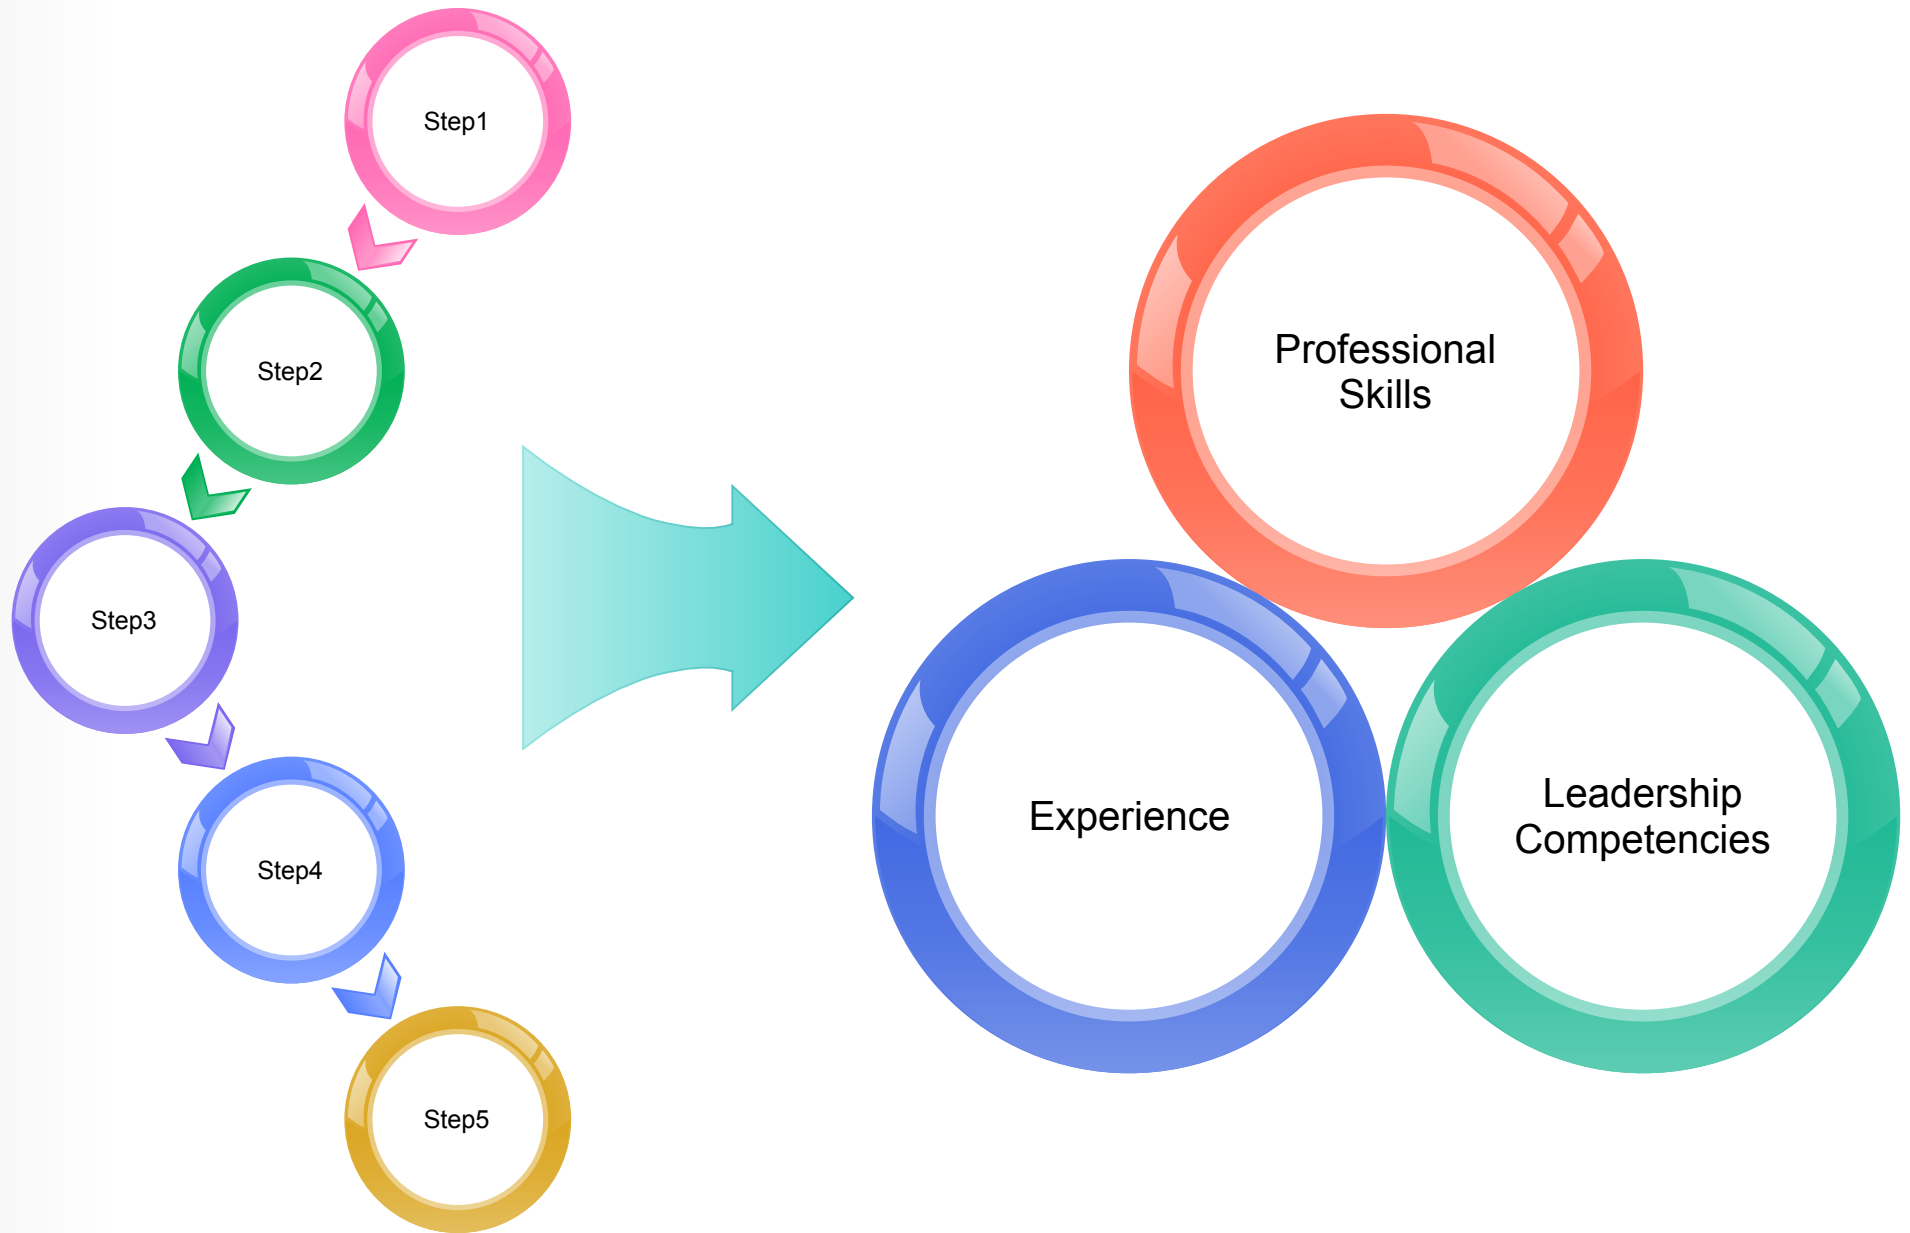 Step1
Step2
Step3
Step4
Step5
Professional
Skills
Experience
Leadership
Competencies